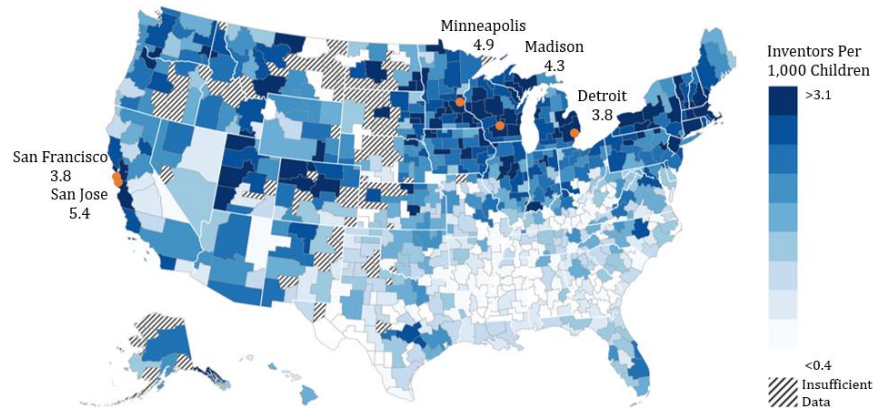 Minneapolis
4.9
Madison
4.3
Detroit
3.8
San Francisco
3.8
San Jose
5.4
Inventors Per
1,000 Children
>3.1
<0.4
Insufficient
Data